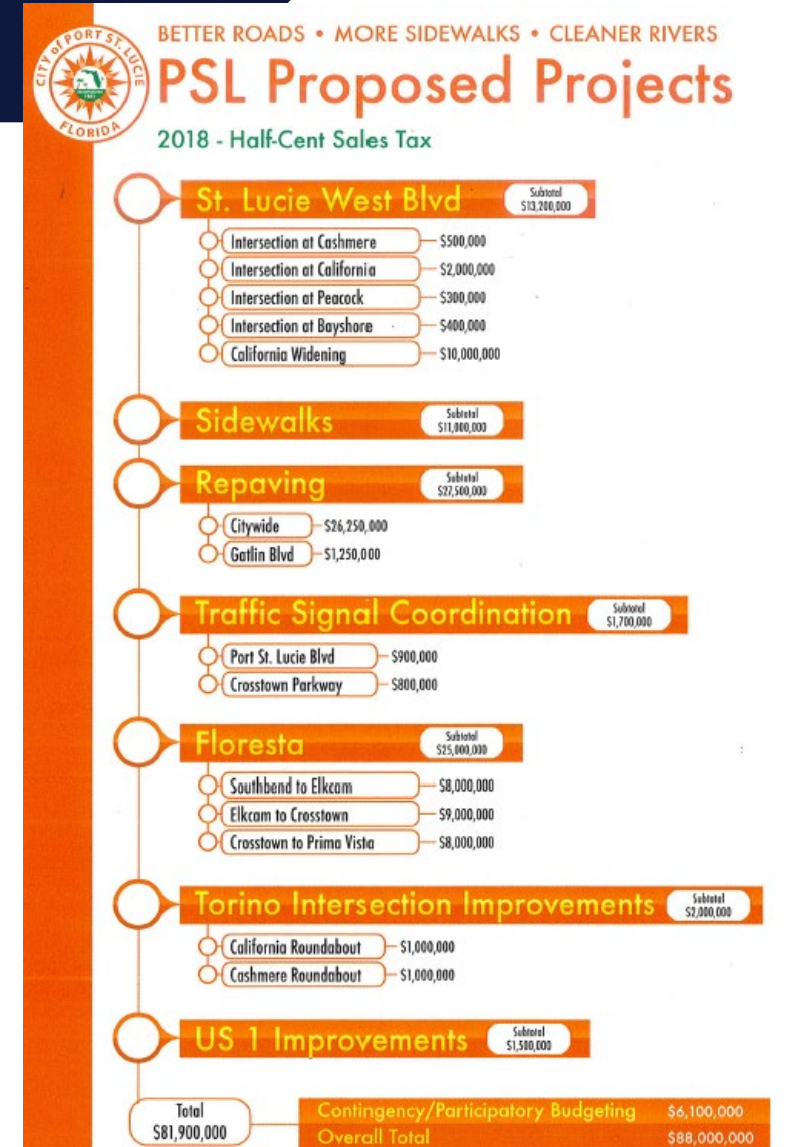 CITY of PORT ST. LUCIE
FLORIDA
BETTER ROADS • MORE SIDEWALKS • CLEANER RIVERS
PSL Proposed Projects
2018 - Half-Cent Sales Tax
St. Lucie West Blvd
Subtotal
$13,200,000
Intersection at Cashmere $500,000
Intersection at California $2,000,000
Intersection at Peacock $300,000
Intersection at Bayshore $400,000
California Widening $10,000,000
Sidewalks
Subtotal
$11,000,000
Repaving
Subtotal
$27,500,000
Citywide $26,250,000
Gatlin Blvd $1,250,000
Traffic Signal Coordination
Subtotal
$1,700,000
Port St. Lucie Blvd $900,000
Crosstown Parkway $800,000
Floresta
Subtotal
$25,000,000
Southbend to Elkcam $8,000,000
Elkcam to Crosstown $9,000,000
Crosstown to Prima Vista $8,000,000
Torino Intersection Improvements
Subtotal
$2,000,000
California Roundabout $1,000,000
Cashmere Roundabout $1,000,000
US 1 Improvements
Subtotal
$1,500,000
Total
$81,900,000
Contingency/Participatory Budgeting $6,100,000
Overall Total $88,000,000